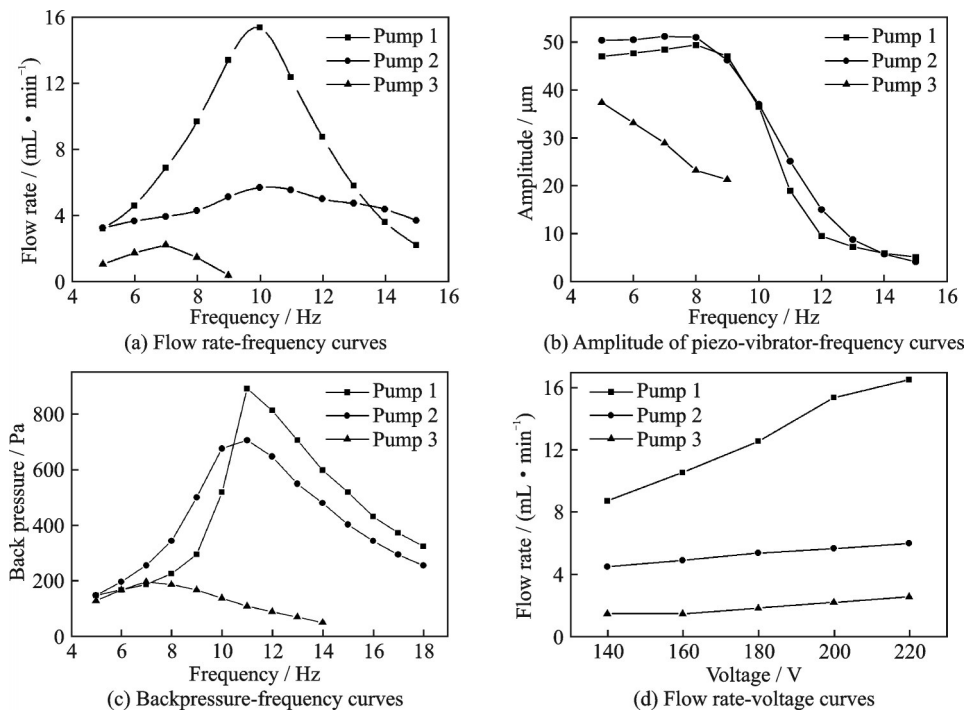 16
12
8
4
0
Flow rate / (mL • min⁻¹)
Pump 1
Pump 2
Pump 3
4 6 8 10 12 14 16
Frequency / Hz
(a) Flow rate-frequency curves
50
40
30
20
10
0
Amplitude / μm
Pump 1
Pump 2
Pump 3
4 6 8 10 12 14 16
Frequency / Hz
(b) Amplitude of piezo-vibrator-frequency curves
800
600
400
200
0
Back pressure / Pa
Pump 1
Pump 2
Pump 3
4 6 8 10 12 14 16 18
Frequency / Hz
(c) Backpressure-frequency curves
16
12
8
4
0
Flow rate / (mL • min⁻¹)
Pump 1
Pump 2
Pump 3
140 160 180 200 220
Voltage / V
(d) Flow rate-voltage curves